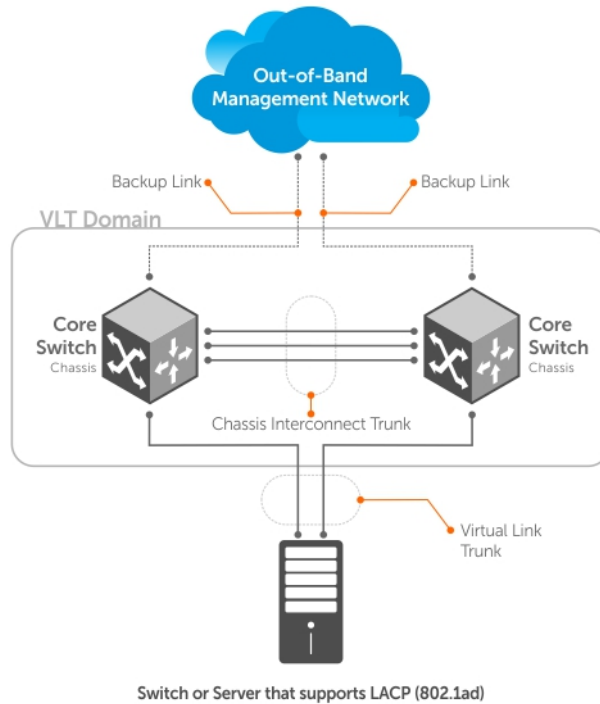 Out-of-Band
Management Network
Backup Link
Backup Link
VLT Domain
Core
Switch
Chassis
Core
Switch
Chassis
Chassis Interconnect Trunk
Virtual Link
Trunk
Switch or Server that supports LACP (802.1ad)